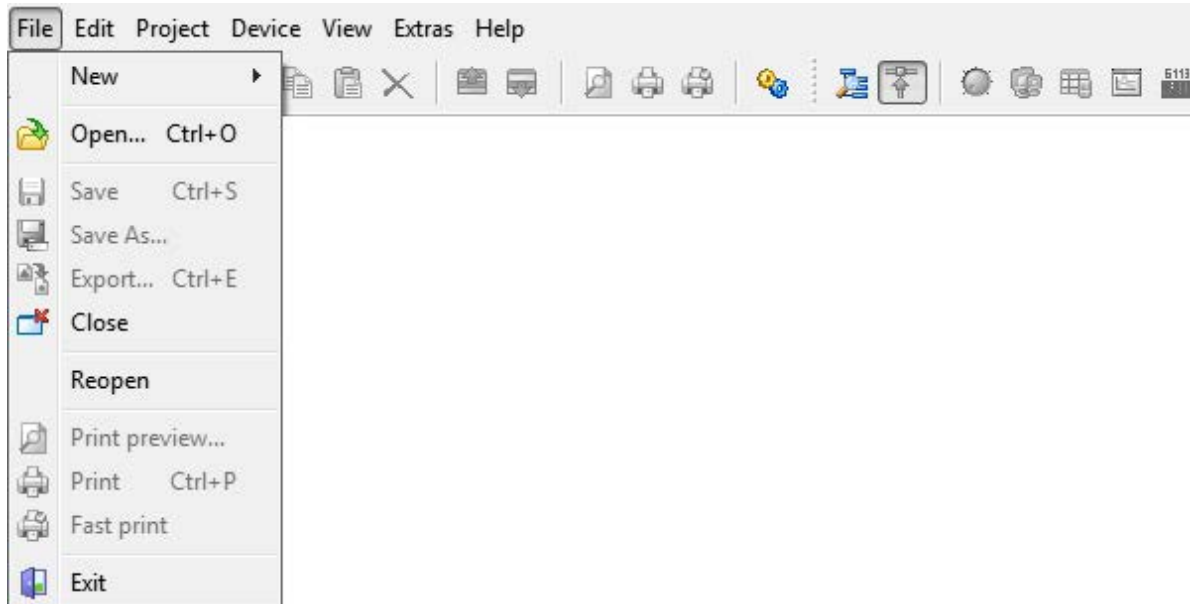 File Edit Project Device View Extras Help
New
Open... Ctrl+O
Save Ctrl+S
Save As...
Export... Ctrl+E
Close
Reopen
Print preview...
Print Ctrl+P
Fast print
Exit